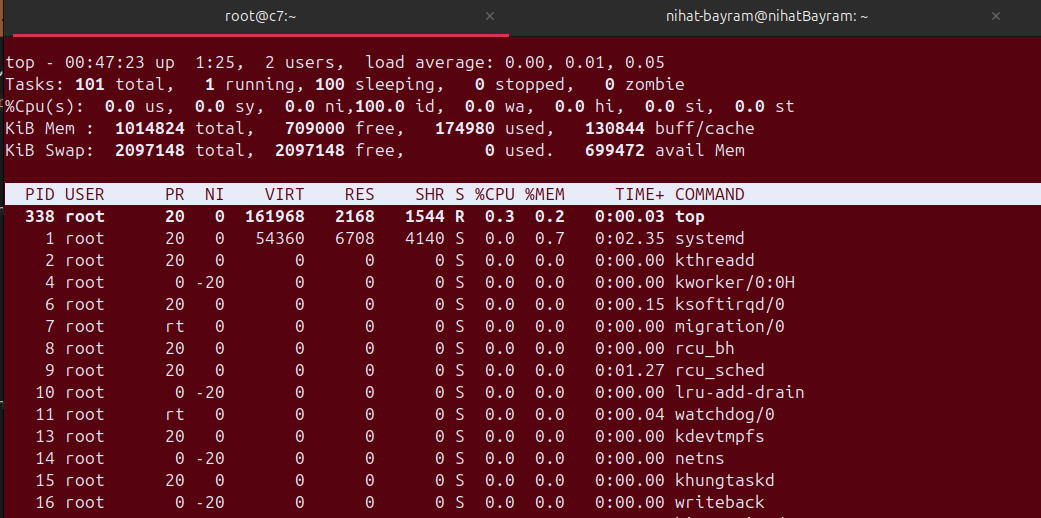 root@c7:~ × nihat-bayram@nihatBayram: ~ ×
top - 00:47:23 up  1:25,  2 users,  load average: 0.00, 0.01, 0.05
Tasks: 101 total,   1 running, 100 sleeping,   0 stopped,   0 zombie
%Cpu(s):  0.0 us,  0.0 sy,  0.0 ni,100.0 id,  0.0 wa,  0.0 hi,  0.0 si,  0.0 st
KiB Mem :  1014824 total,   709000 free,   174980 used,   130844 buff/cache
KiB Swap:  2097148 total,  2097148 free,        0 used.   699472 avail Mem
  PID USER      PR  NI    VIRT    RES    SHR S %CPU %MEM     TIME+ COMMAND
  338 root      20   0  161968   2168   1544 R  0.3  0.2   0:00.03 top
    1 root      20   0   54360   6708   4140 S  0.0  0.7   0:02.35 systemd
    2 root      20   0       0      0      0 S  0.0  0.0   0:00.00 kthreadd
    4 root       0 -20       0      0      0 S  0.0  0.0   0:00.00 kworker/0:0H
    6 root      20   0       0      0      0 S  0.0  0.0   0:00.15 ksoftirqd/0
    7 root      rt   0       0      0      0 S  0.0  0.0   0:00.00 migration/0
    8 root      20   0       0      0      0 S  0.0  0.0   0:00.00 rcu_bh
    9 root      20   0       0      0      0 S  0.0  0.0   0:01.27 rcu_sched
   10 root       0 -20       0      0      0 S  0.0  0.0   0:00.00 lru-add-drain
   11 root      rt   0       0      0      0 S  0.0  0.0   0:00.04 watchdog/0
   13 root      20   0       0      0      0 S  0.0  0.0   0:00.00 kdevtmpfs
   14 root       0 -20       0      0      0 S  0.0  0.0   0:00.00 netns
   15 root      20   0       0      0      0 S  0.0  0.0   0:00.00 khungtaskd
   16 root       0 -20       0      0      0 S  0.0  0.0   0:00.00 writeback